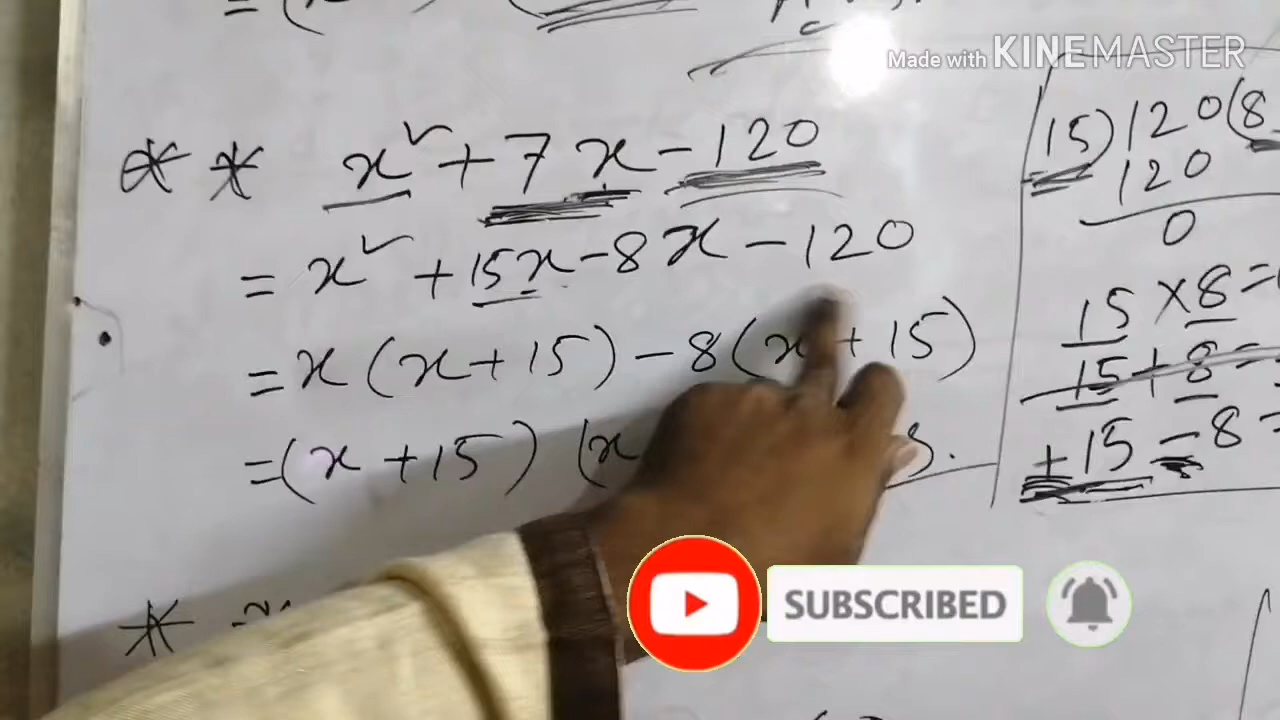 Made with KINEMASTER
** x² + 7x - 120
= x² + 15x - 8x - 120
= x (x + 15) - 8 (x + 15)
= (x + 15) (x
*
15) 120 (8
120
0
15 × 8 =
15 + 8 =
+15 - 8 =
SUBSCRIBED